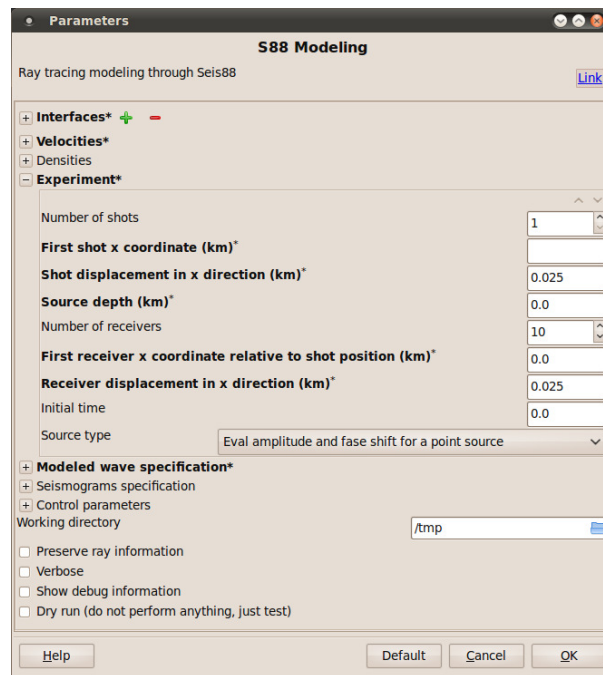 Parameters
S88 Modeling
Ray tracing modeling through Seis88
Link
Interfaces*
Velocities*
Densities
Experiment*
Number of shots 1
First shot x coordinate (km)*
Shot displacement in x direction (km)* 0.025
Source depth (km)* 0.0
Number of receivers 10
First receiver x coordinate relative to shot position (km)* 0.0
Receiver displacement in x direction (km)* 0.025
Initial time 0.0
Source type Eval amplitude and fase shift for a point source
Modeled wave specification*
Seismograms specification
Control parameters
Working directory /tmp
Preserve ray information
Verbose
Show debug information
Dry run (do not perform anything, just test)
Help Default Cancel OK